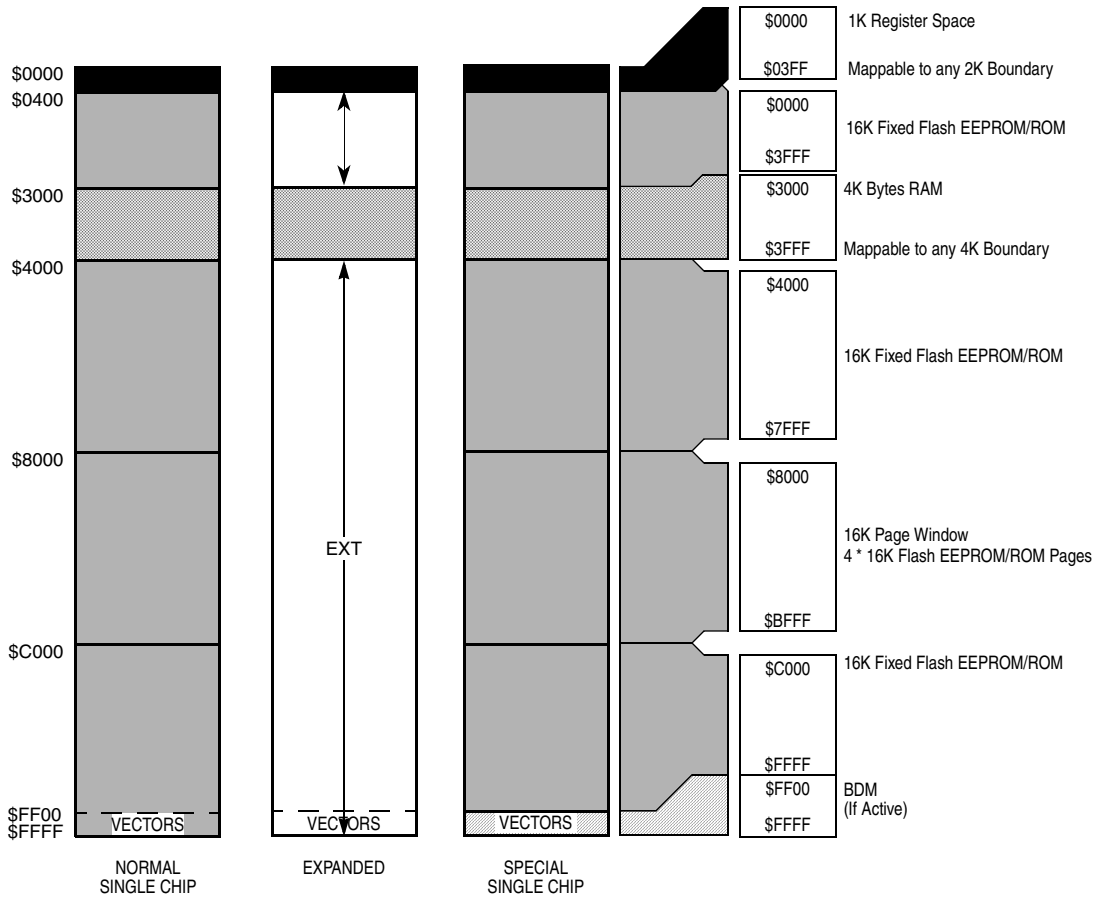 $0000
$0400
$3000
$4000
$8000
$C000
$FF00
$FFFF
VECTORS
NORMAL
SINGLE CHIP
EXT
VECTORS
EXPANDED
VECTORS
SPECIAL
SINGLE CHIP
$0000
1K Register Space
$03FF
Mappable to any 2K Boundary
$0000
16K Fixed Flash EEPROM/ROM
$3FFF
$3000
4K Bytes RAM
$3FFF
Mappable to any 4K Boundary
$4000
16K Fixed Flash EEPROM/ROM
$7FFF
$8000
16K Page Window
4 * 16K Flash EEPROM/ROM Pages
$BFFF
$C000
16K Fixed Flash EEPROM/ROM
$FFFF
$FF00
BDM
(If Active)
$FFFF